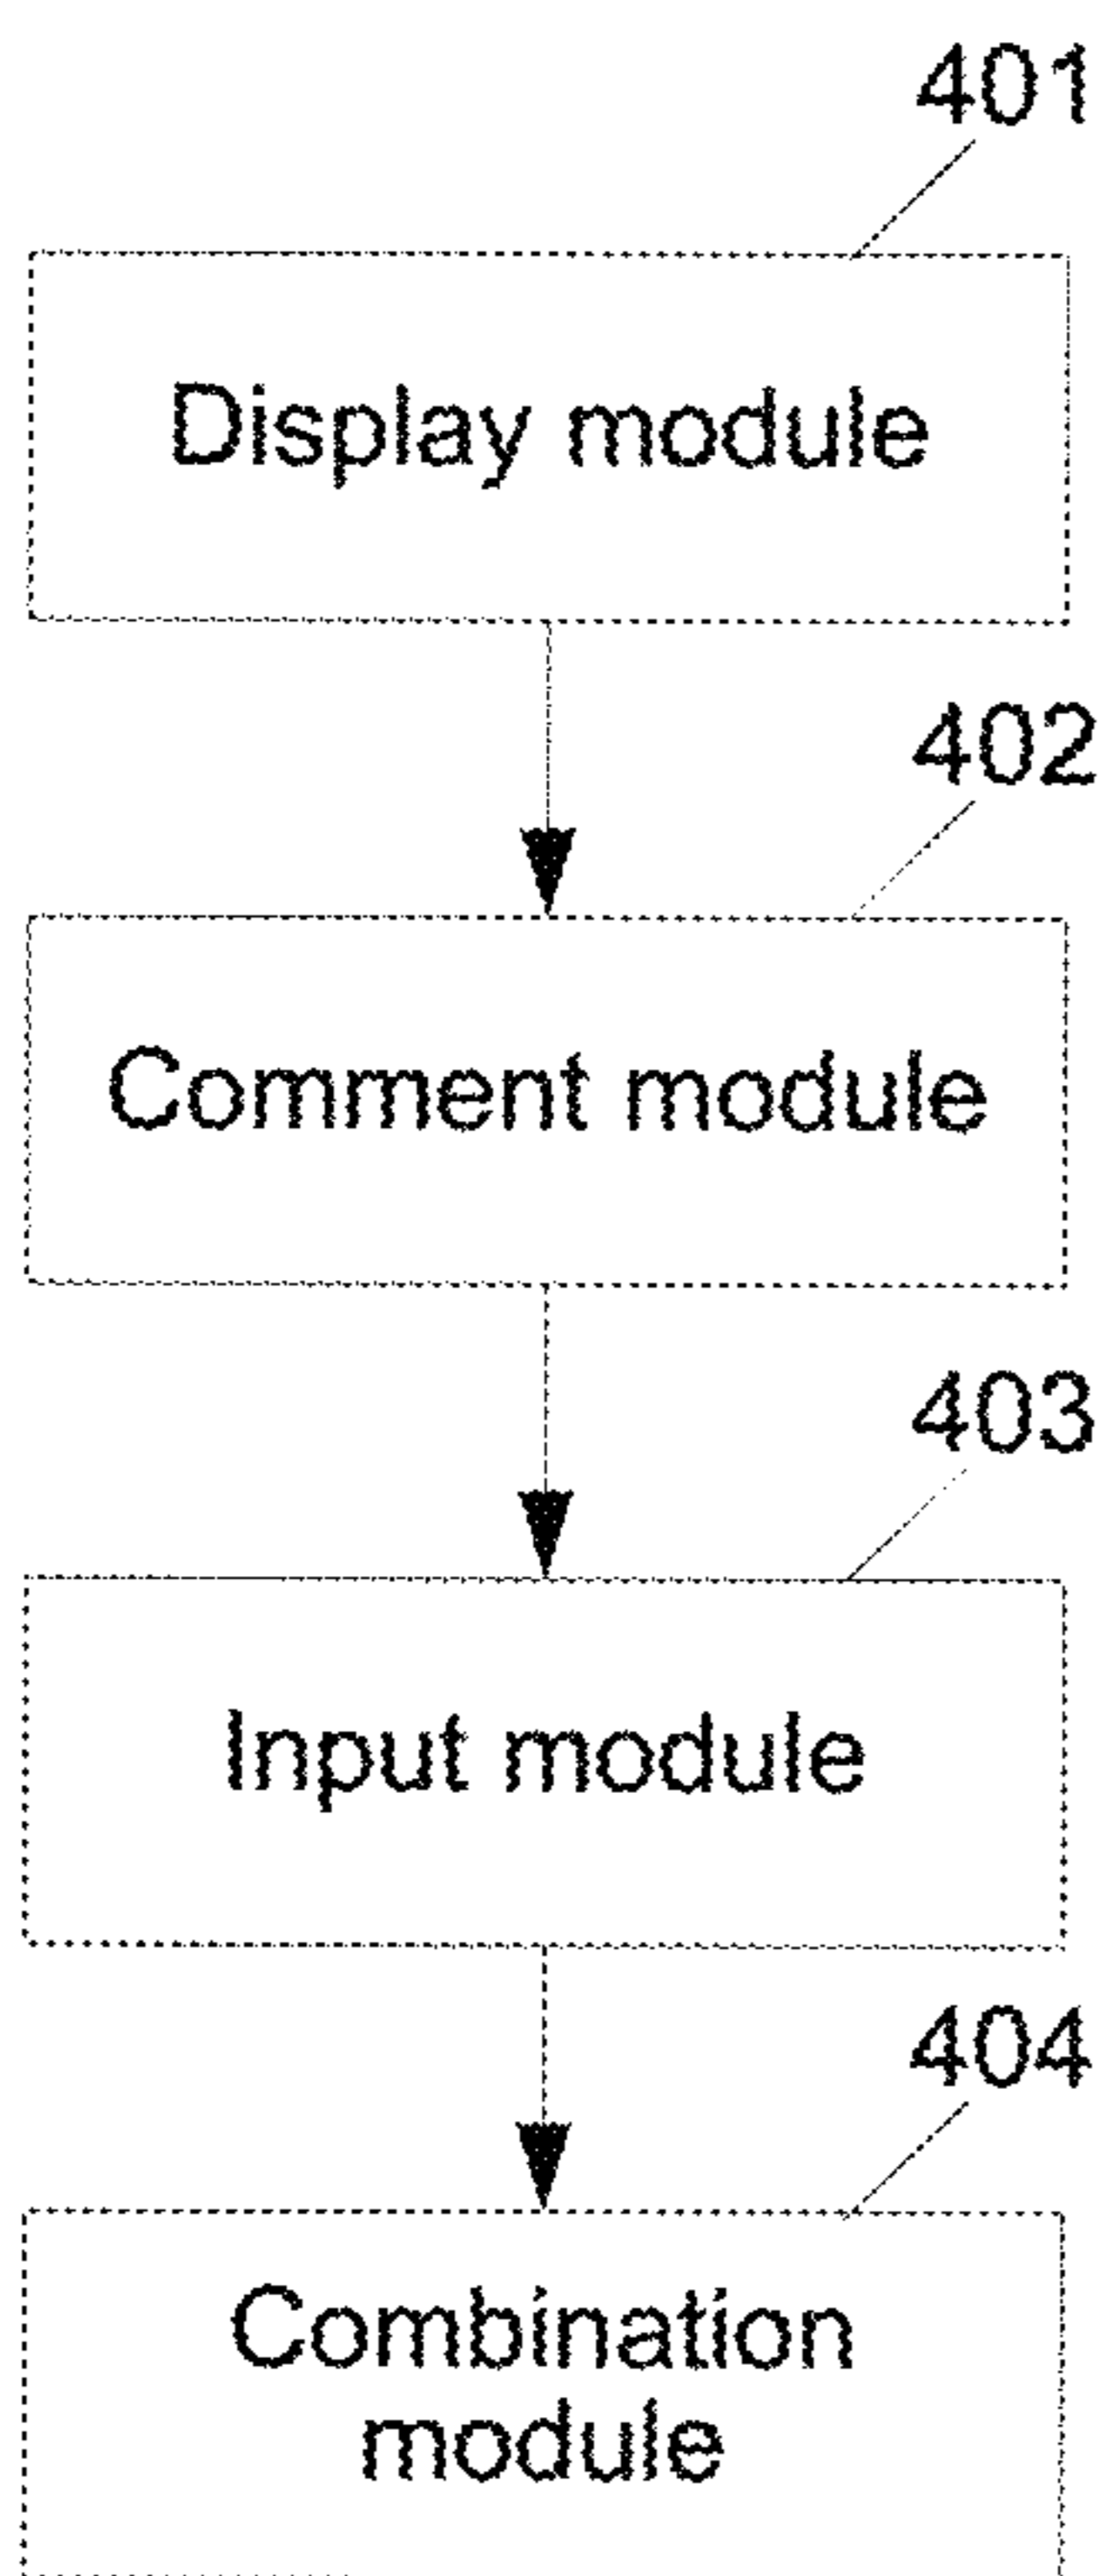 401
Display module
402
Comment module
403
Input module
404
Combination
module